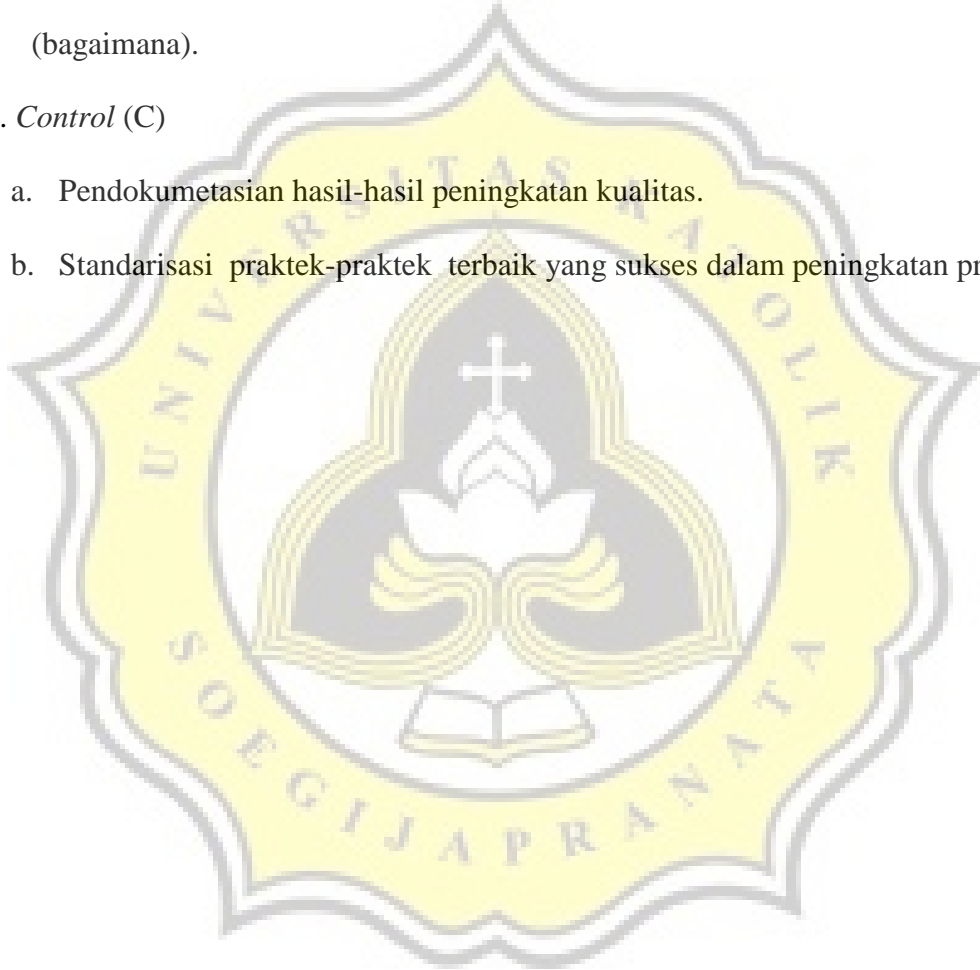 (bagaimana).
. Control (C)
a. Pendokumetasian hasil-hasil peningkatan kualitas.
b. Standarisasi praktek-praktek terbaik yang sukses dalam peningkatan pr
UNIVERSITAS KATOLIK
SOEGIJAPRANATA